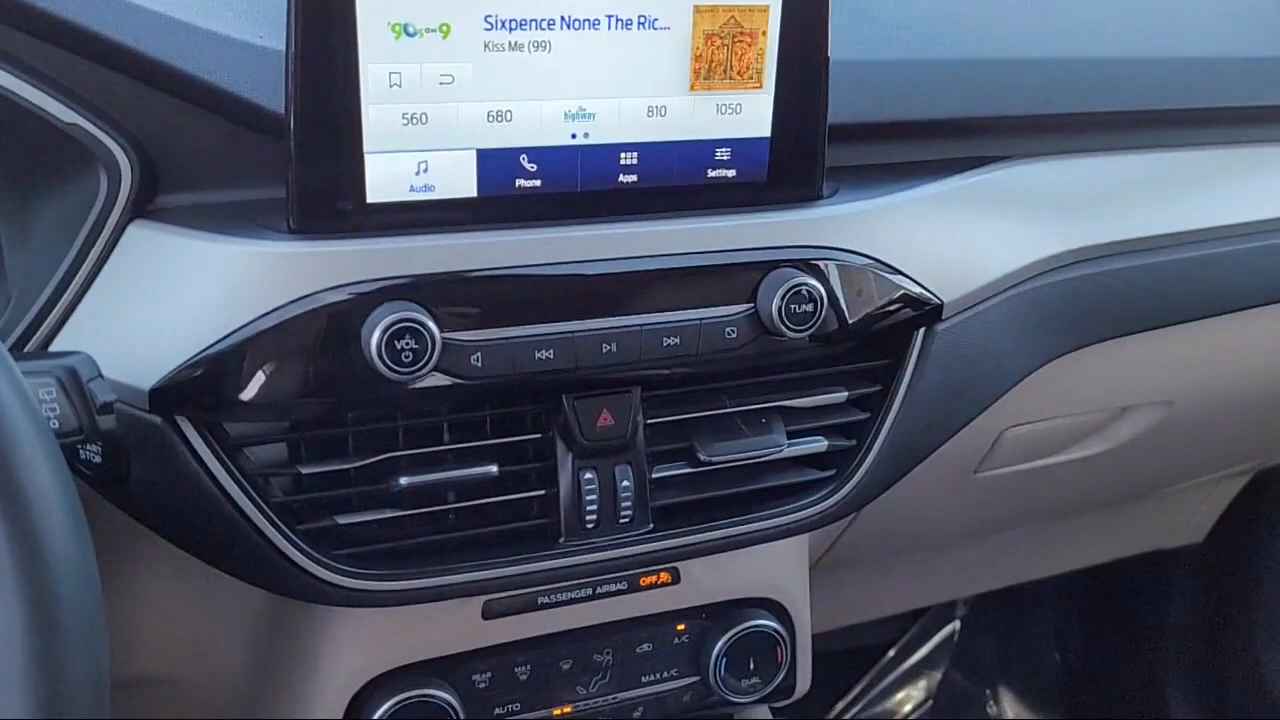 '90s ON 9
Sixpence None The Ric...
Kiss Me (99)
560
680
the highway
810
1050
Audio
Phone
Apps
Settings
VOL
TUNE
START
STOP
PASSENGER AIRBAG OFF
A/C
REAR
MAX
MAX A/C
DUAL
AUTO